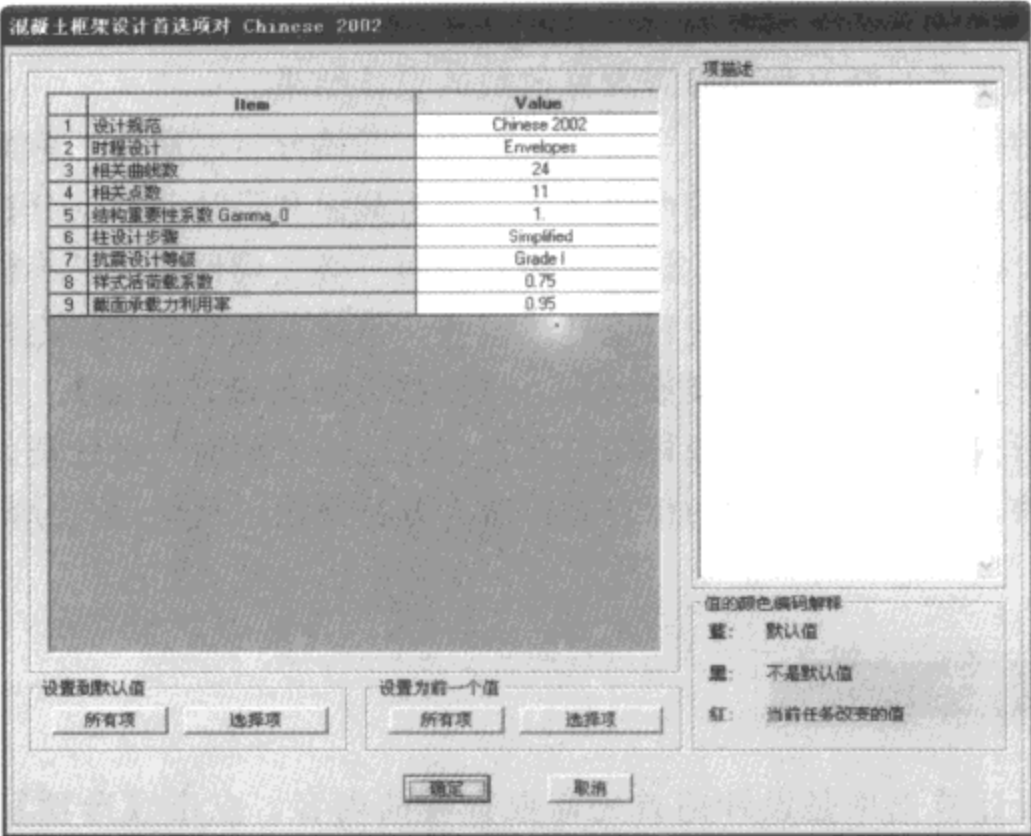 混凝土框架设计首选项对 Chinese 2002
Item Value
1 设计规范 Chinese 2002
2 时程设计 Envelopes
3 相关曲线数 24
4 相关点数 11
5 结构重要性系数 Gamma_0 1.
6 柱设计步骤 Simplified
7 抗震设计等级 Grade I
8 样式活荷载系数 0.75
9 截面承载力利用率 0.95
项描述
值的颜色编码解释
蓝: 默认值
黑: 不是默认值
红: 当前任务改变的值
设置到默认值
所有项 选择项
设置为前一个值
所有项 选择项
确定 取消